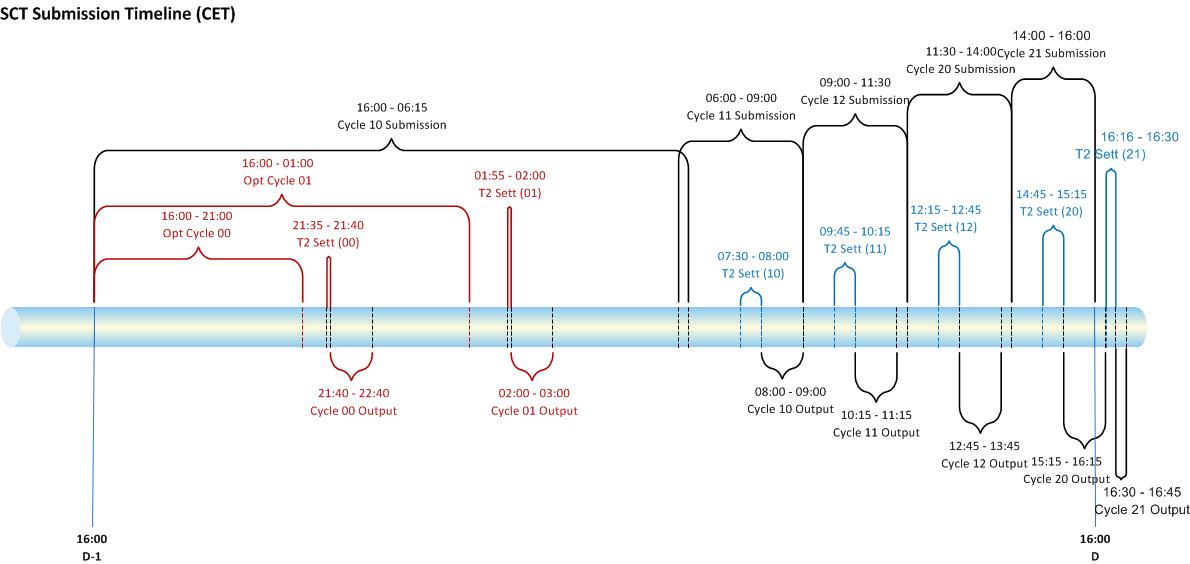 SCT Submission Timeline (CET)
14:00 - 16:00
Cycle 21 Submission
11:30 - 14:00
Cycle 20 Submission
09:00 - 11:30
Cycle 12 Submission
06:00 - 09:00
Cycle 11 Submission
16:00 - 06:15
Cycle 10 Submission
16:16 - 16:30
T2 Sett (21)
16:00 - 01:00
Opt Cycle 01
01:55 - 02:00
T2 Sett (01)
14:45 - 15:15
T2 Sett (20)
16:00 - 21:00
Opt Cycle 00
21:35 - 21:40
T2 Sett (00)
12:15 - 12:45
T2 Sett (12)
09:45 - 10:15
T2 Sett (11)
07:30 - 08:00
T2 Sett (10)
21:40 - 22:40
Cycle 00 Output
02:00 - 03:00
Cycle 01 Output
08:00 - 09:00
Cycle 10 Output
10:15 - 11:15
Cycle 11 Output
12:45 - 13:45
Cycle 12 Output
15:15 - 16:15
Cycle 20 Output
16:30 - 16:45
Cycle 21 Output
16:00
D-1
16:00
D